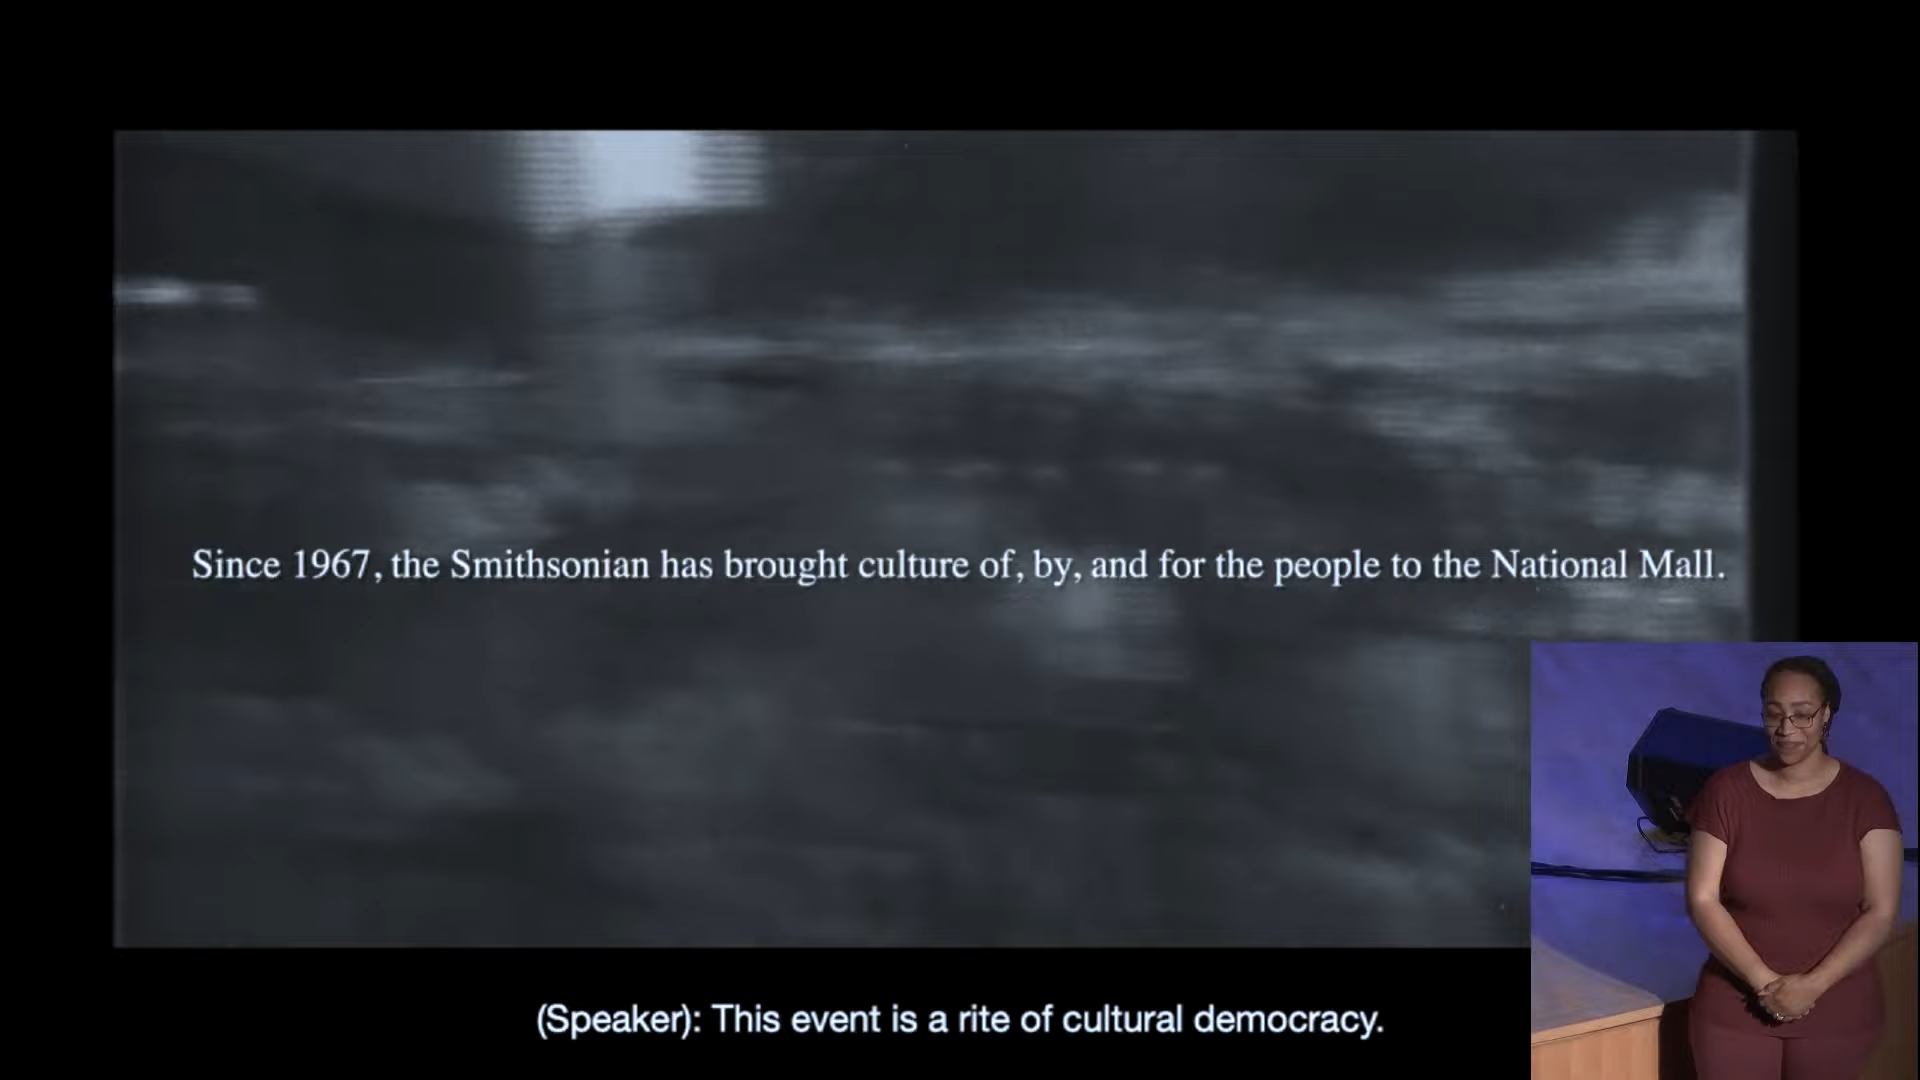 Since 1967, the Smithsonian has brought culture of, by, and for the people to the National Mall.
(Speaker): This event is a rite of cultural democracy.